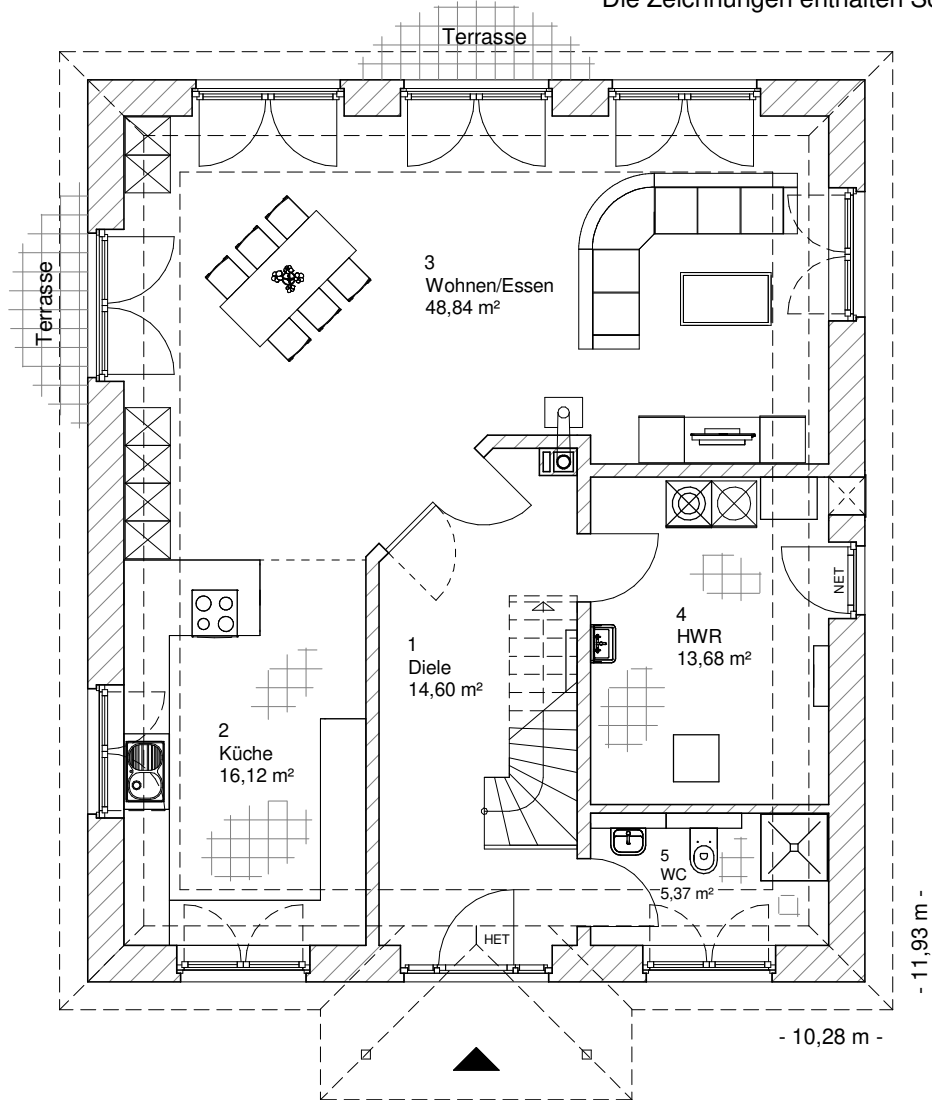 Die Zeichnungen enthalten So
Terrasse
Terrasse
3
Wohnen/Essen
48,84 m²
NET
4
HWR
13,68 m²
1
Diele
14,60 m²
2
Küche
16,12 m²
5
WC
5,37 m²
HET
- 11,93 m -
- 10,28 m -